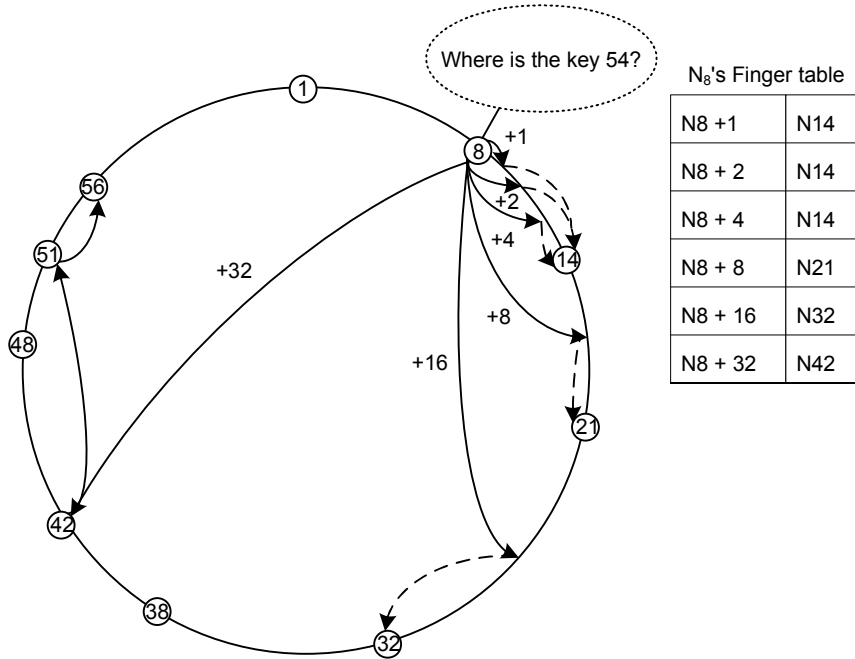 Where is the key 54?
N8's Finger table
N8 +1 N14
N8 + 2 N14
N8 + 4 N14
N8 + 8 N21
N8 + 16 N32
N8 + 32 N42
1
8
+1
56
+2
+4
14
51
+32
+8
48
+16
21
42
38
32